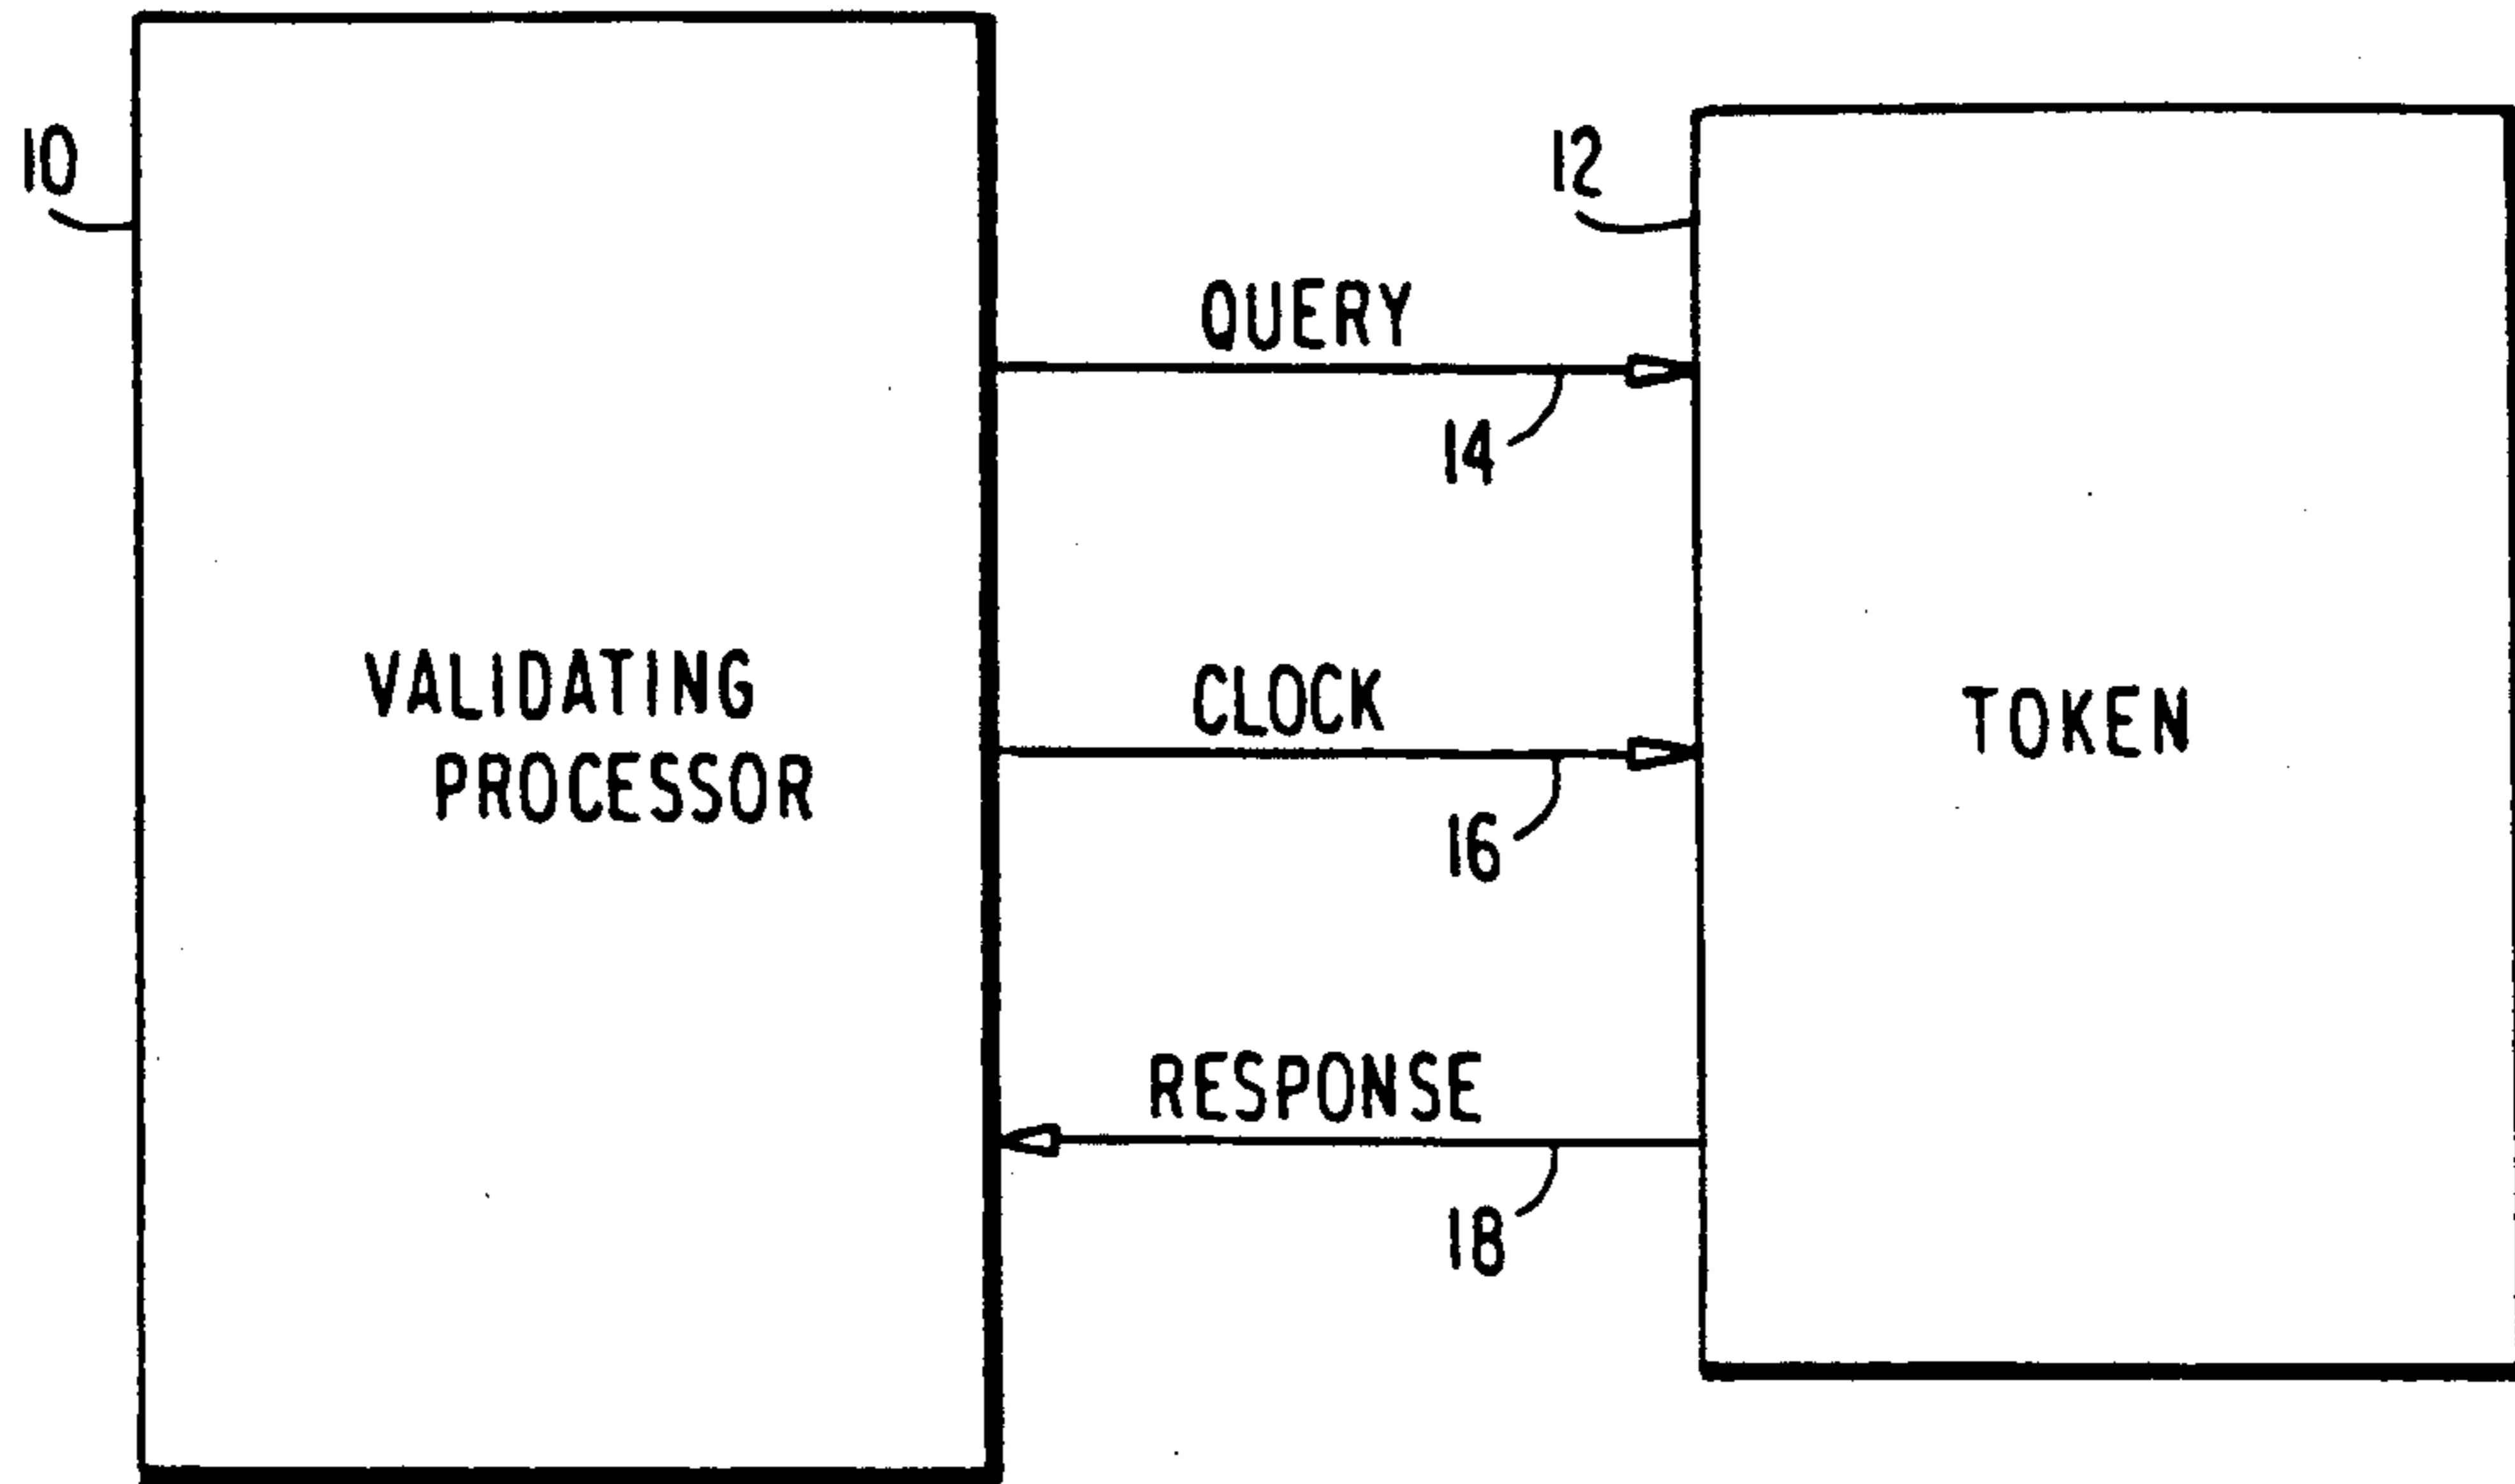 10
12
QUERY
14
VALIDATING
PROCESSOR
CLOCK
TOKEN
16
RESPONSE
18